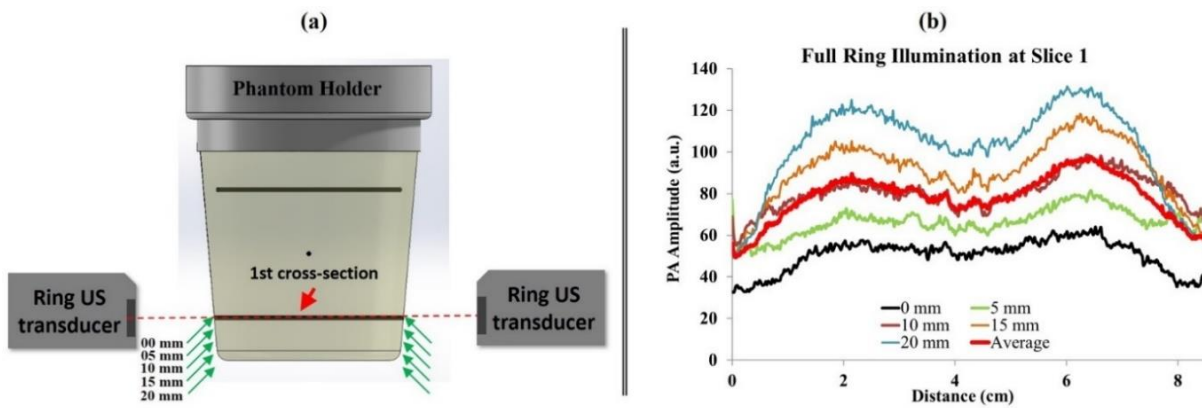 (a)
Phantom Holder
1st cross-section
Ring US
transducer
Ring US
transducer
00 mm
05 mm
10 mm
15 mm
20 mm
(b)
Full Ring Illumination at Slice 1
PA Amplitude (a.u.)
140
120
100
80
60
40
20
0
0 mm
5 mm
10 mm
15 mm
20 mm
Average
0
2
4
6
8
Distance (cm)